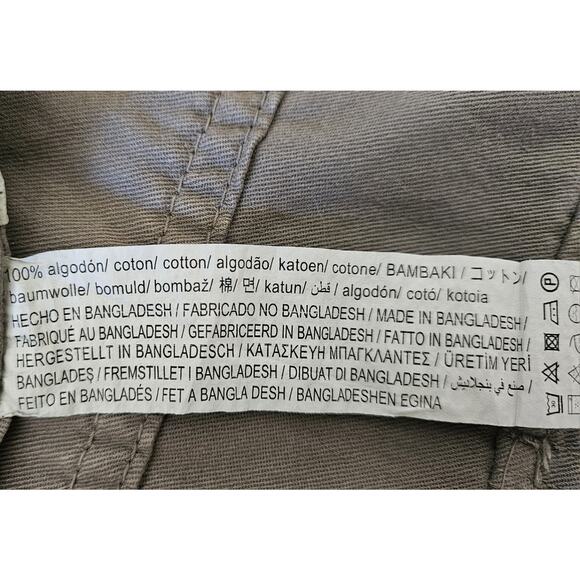 100% algodón/ coton/ cotton/ algodão/ katoen/ cotone/ BAMBAKI / コットン/
baumwolle/ bomuld/ bombaž/ 棉/ 면/ katun/ قطن / algodón/ cotó/ kotoia
HECHO EN BANGLADESH / FABRICADO NO BANGLADESH / MADE IN BANGLADESH /
FABRIQUÉ AU BANGLADESH / GEFABRICEERD IN BANGLADESH / FATTO IN BANGLADESH /
HERGESTELLT IN BANGLADESCH / ΚΑΤΑΣΚΕΥΗ ΜΠΑΓΚΛΑΝΤΕΣ / ÜRETİM YERİ
BANGLADEŞ / FREMSTILLET I BANGLADESH / DIBUAT DI BANGLADESH / صنع في بنجلاديش /
FEITO EN BANGLADÉS / FET A BANGLA DESH / BANGLADESHEN EGINA